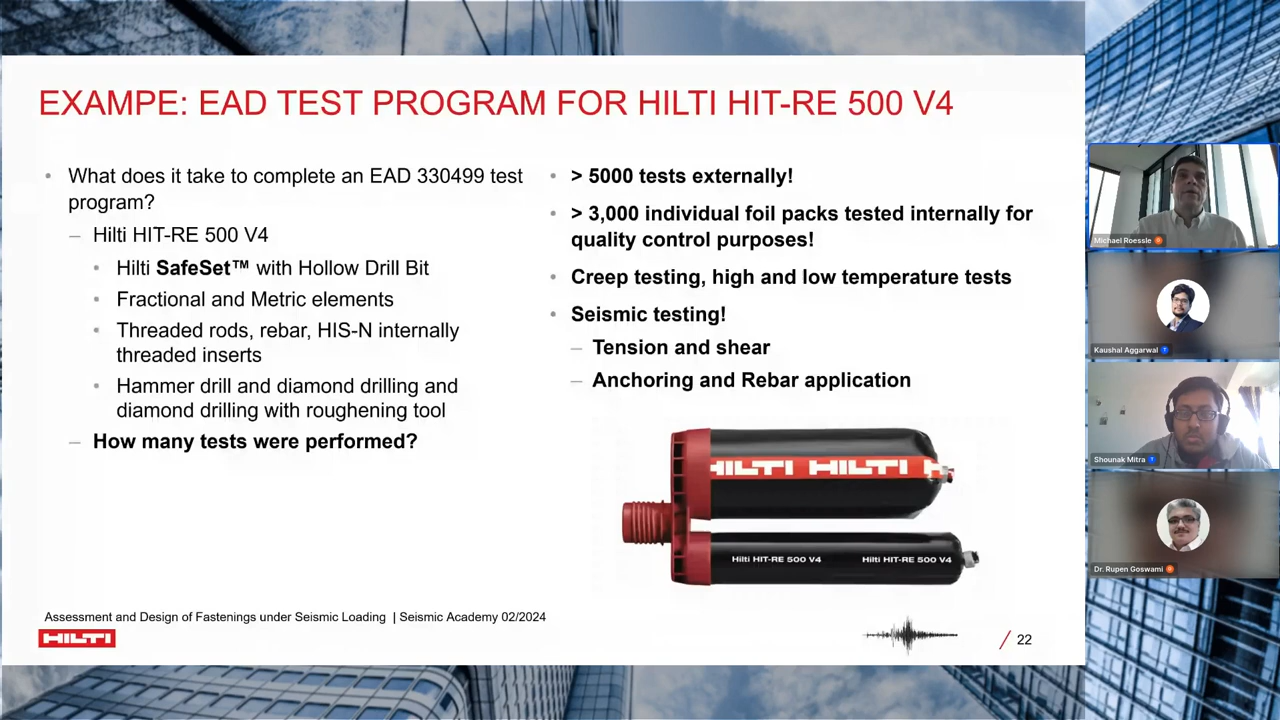 EXAMPE: EAD TEST PROGRAM FOR HILTI HIT-RE 500 V4
• What does it take to complete an EAD 330499 test
program?
– Hilti HIT-RE 500 V4
• Hilti SafeSet™ with Hollow Drill Bit
• Fractional and Metric elements
• Threaded rods, rebar, HIS-N internally
threaded inserts
• Hammer drill and diamond drilling and
diamond drilling with roughening tool
– How many tests were performed?
• > 5000 tests externally!
• > 3,000 individual foil packs tested internally for
quality control purposes!
• Creep testing, high and low temperature tests
• Seismic testing!
– Tension and shear
– Anchoring and Rebar application
HILTI HILTI H
Hilti HIT-RE 500 V4 Hilti HIT-RE 500 V4
Assessment and Design of Fastenings under Seismic Loading | Seismic Academy 02/2024
HILTI
/ 22
Michael Roessle
Kaushal Aggarwal
Shounak Mitra
Dr. Rupen Goswami